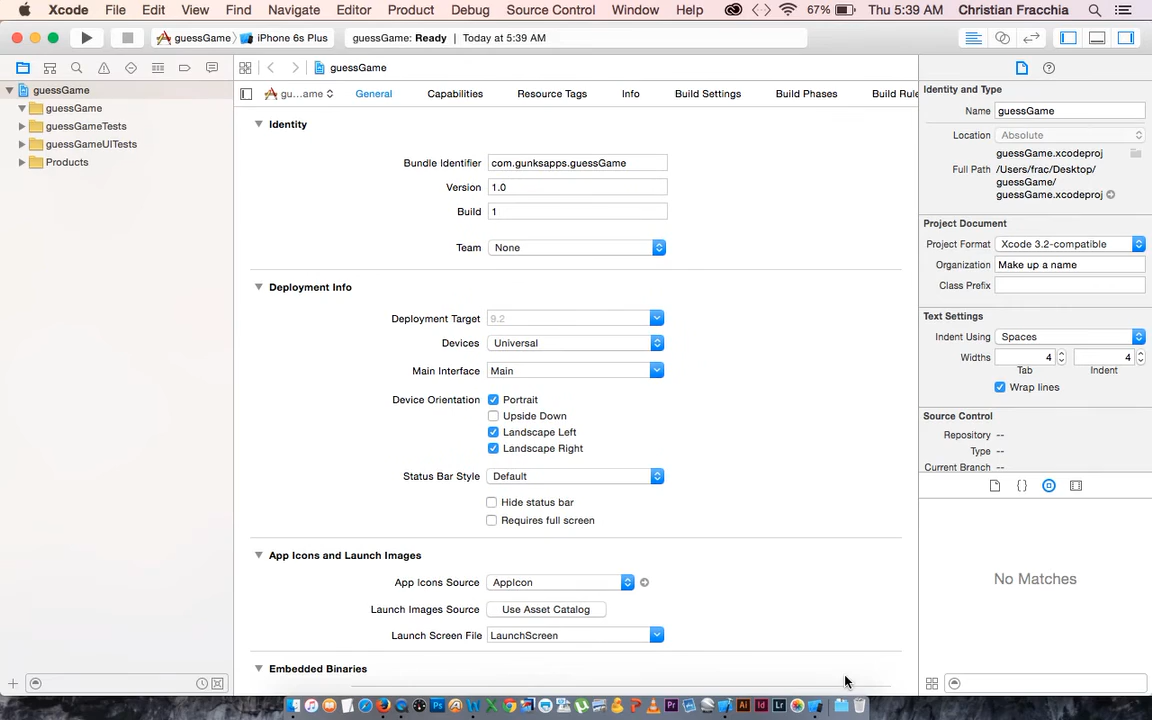 Xcode File Edit View Find Navigate Editor Product Debug Source Control Window Help 67% Thu 5:39 AM Christian Fracchia
guessGame iPhone 6s Plus guessGame: Ready Today at 5:39 AM
guessGame
gu...ame General Capabilities Resource Tags Info Build Settings Build Phases Build Rule
guessGame
guessGame
guessGameTests
guessGameUITests
Products
Identity
Bundle Identifier com.gunksapps.guessGame
Version 1.0
Build 1
Team None
Deployment Info
Deployment Target 9.2
Devices Universal
Main Interface Main
Device Orientation Portrait
Upside Down
Landscape Left
Landscape Right
Status Bar Style Default
Hide status bar
Requires full screen
App Icons and Launch Images
App Icons Source AppIcon
Launch Images Source Use Asset Catalog
Launch Screen File LaunchScreen
Embedded Binaries
Identity and Type
Name guessGame
Location Absolute
guessGame.xcodeproj
Full Path /Users/frac/Desktop/
guessGame/
guessGame.xcodeproj
Project Document
Project Format Xcode 3.2-compatible
Organization Make up a name
Class Prefix
Text Settings
Indent Using Spaces
Widths 4 4
Tab Indent
Wrap lines
Source Control
Repository --
Type --
Current Branch --
No Matches